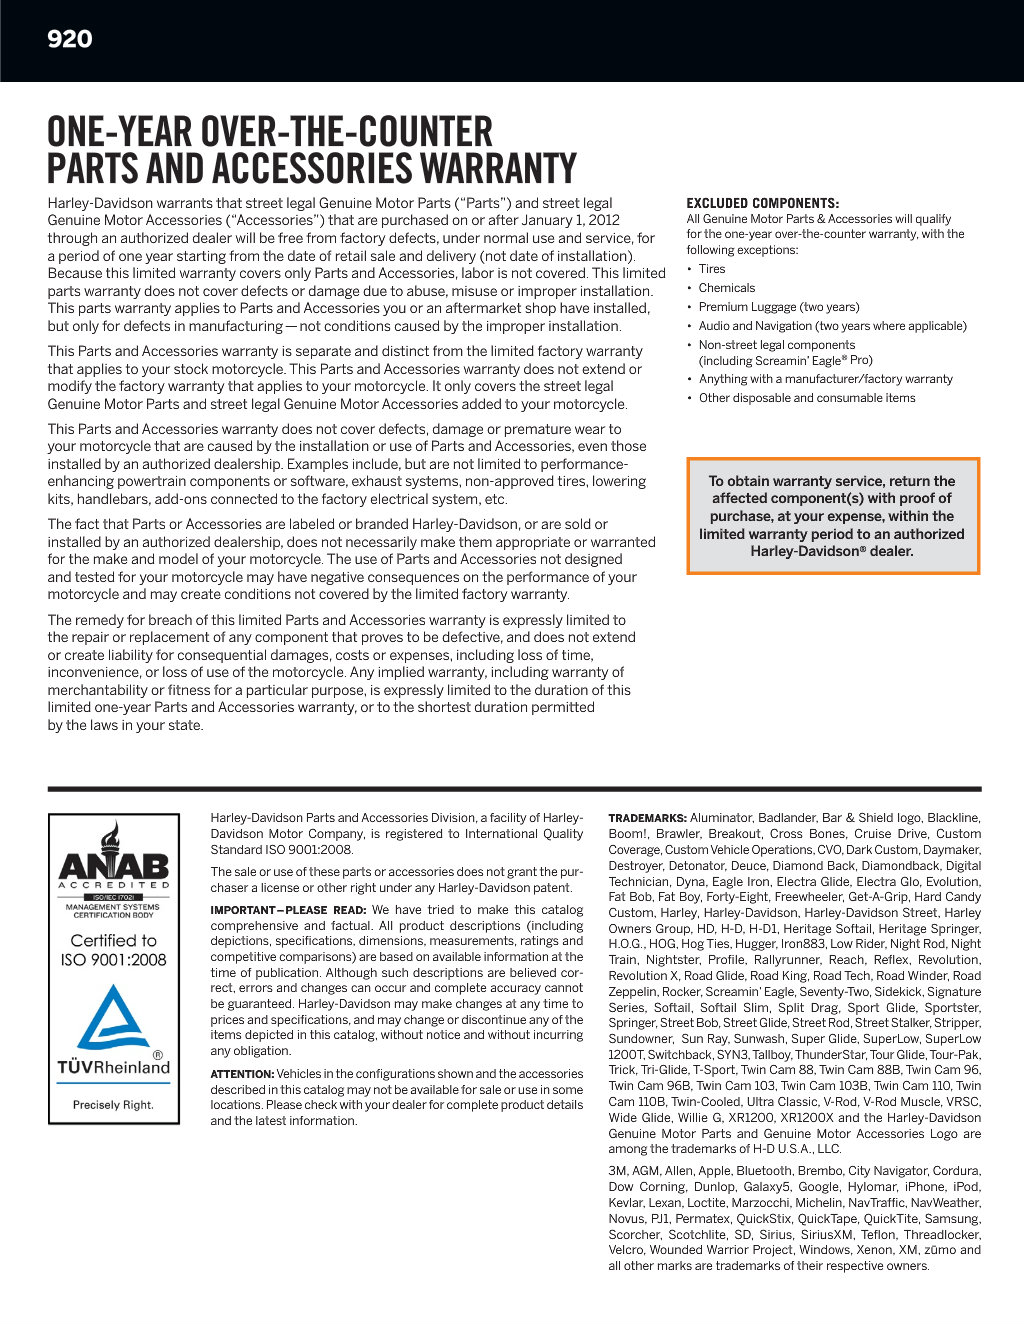 920
ONE-YEAR OVER-THE-COUNTER
PARTS AND ACCESSORIES WARRANTY
Harley-Davidson warrants that street legal Genuine Motor Parts (“Parts”) and street legal
Genuine Motor Accessories (“Accessories”) that are purchased on or after January 1, 2012
through an authorized dealer will be free from factory defects, under normal use and service, for
a period of one year starting from the date of retail sale and delivery (not date of installation).
Because this limited warranty covers only Parts and Accessories, labor is not covered. This limited
parts warranty does not cover defects or damage due to abuse, misuse or improper installation.
This parts warranty applies to Parts and Accessories you or an aftermarket shop have installed,
but only for defects in manufacturing — not conditions caused by the improper installation.
This Parts and Accessories warranty is separate and distinct from the limited factory warranty
that applies to your stock motorcycle. This Parts and Accessories warranty does not extend or
modify the factory warranty that applies to your motorcycle. It only covers the street legal
Genuine Motor Parts and street legal Genuine Motor Accessories added to your motorcycle.
This Parts and Accessories warranty does not cover defects, damage or premature wear to
your motorcycle that are caused by the installation or use of Parts and Accessories, even those
installed by an authorized dealership. Examples include, but are not limited to performance-
enhancing powertrain components or software, exhaust systems, non-approved tires, lowering
kits, handlebars, add-ons connected to the factory electrical system, etc.
The fact that Parts or Accessories are labeled or branded Harley-Davidson, or are sold or
installed by an authorized dealership, does not necessarily make them appropriate or warranted
for the make and model of your motorcycle. The use of Parts and Accessories not designed
and tested for your motorcycle may have negative consequences on the performance of your
motorcycle and may create conditions not covered by the limited factory warranty.
The remedy for breach of this limited Parts and Accessories warranty is expressly limited to
the repair or replacement of any component that proves to be defective, and does not extend
or create liability for consequential damages, costs or expenses, including loss of time,
inconvenience, or loss of use of the motorcycle. Any implied warranty, including warranty of
merchantability or fitness for a particular purpose, is expressly limited to the duration of this
limited one-year Parts and Accessories warranty, or to the shortest duration permitted
by the laws in your state.
EXCLUDED COMPONENTS:
All Genuine Motor Parts & Accessories will qualify
for the one-year over-the-counter warranty, with the
following exceptions:
• Tires
• Chemicals
• Premium Luggage (two years)
• Audio and Navigation (two years where applicable)
• Non-street legal components
(including Screamin’ Eagle® Pro)
• Anything with a manufacturer/factory warranty
• Other disposable and consumable items
To obtain warranty service, return the
affected component(s) with proof of
purchase, at your expense, within the
limited warranty period to an authorized
Harley-Davidson® dealer.
ANAB
ACCREDITED
ISO/IEC 17021
MANAGEMENT SYSTEMS
CERTIFICATION BODY
Certified to
ISO 9001:2008
®
TÜVRheinland
Precisely Right.
Harley-Davidson Parts and Accessories Division, a facility of Harley-
Davidson Motor Company, is registered to International Quality
Standard ISO 9001:2008.
The sale or use of these parts or accessories does not grant the pur-
chaser a license or other right under any Harley-Davidson patent.
IMPORTANT – PLEASE READ: We have tried to make this catalog
comprehensive and factual. All product descriptions (including
depictions, specifications, dimensions, measurements, ratings and
competitive comparisons) are based on available information at the
time of publication. Although such descriptions are believed cor-
rect, errors and changes can occur and complete accuracy cannot
be guaranteed. Harley-Davidson may make changes at any time to
prices and specifications, and may change or discontinue any of the
items depicted in this catalog, without notice and without incurring
any obligation.
ATTENTION: Vehicles in the configurations shown and the accessories
described in this catalog may not be available for sale or use in some
locations. Please check with your dealer for complete product details
and the latest information.
TRADEMARKS: Aluminator, Badlander, Bar & Shield logo, Blackline,
Boom!, Brawler, Breakout, Cross Bones, Cruise Drive, Custom
Coverage, Custom Vehicle Operations, CVO, Dark Custom, Daymaker,
Destroyer, Detonator, Deuce, Diamond Back, Diamondback, Digital
Technician, Dyna, Eagle Iron, Electra Glide, Electra Glo, Evolution,
Fat Bob, Fat Boy, Forty-Eight, Freewheeler, Get-A-Grip, Hard Candy
Custom, Harley, Harley-Davidson, Harley-Davidson Street, Harley
Owners Group, HD, H-D, H-D1, Heritage Softail, Heritage Springer,
H.O.G., HOG, Hog Ties, Hugger, Iron883, Low Rider, Night Rod, Night
Train, Nightster, Profile, Rallyrunner, Reach, Reflex, Revolution,
Revolution X, Road Glide, Road King, Road Tech, Road Winder, Road
Zeppelin, Rocker, Screamin’ Eagle, Seventy-Two, Sidekick, Signature
Series, Softail, Softail Slim, Split Drag, Sport Glide, Sportster,
Springer, Street Bob, Street Glide, Street Rod, Street Stalker, Stripper,
Sundowner, Sun Ray, Sunwash, Super Glide, SuperLow, SuperLow
1200T, Switchback, SYN3, Tallboy, ThunderStar, Tour Glide, Tour-Pak,
Trick, Tri-Glide, T-Sport, Twin Cam 88, Twin Cam 88B, Twin Cam 96,
Twin Cam 96B, Twin Cam 103, Twin Cam 103B, Twin Cam 110, Twin
Cam 110B, Twin-Cooled, Ultra Classic, V-Rod, V-Rod Muscle, VRSC,
Wide Glide, Willie G, XR1200, XR1200X and the Harley-Davidson
Genuine Motor Parts and Genuine Motor Accessories Logo are
among the trademarks of H-D U.S.A., LLC.
3M, AGM, Allen, Apple, Bluetooth, Brembo, City Navigator, Cordura,
Dow Corning, Dunlop, Galaxy5, Google, Hylomar, iPhone, iPod,
Kevlar, Lexan, Loctite, Marzocchi, Michelin, NavTraffic, NavWeather,
Novus, PJ1, Permatex, QuickStix, QuickTape, QuickTite, Samsung,
Scorcher, Scotchlite, SD, Sirius, SiriusXM, Teflon, Threadlocker,
Velcro, Wounded Warrior Project, Windows, Xenon, XM, zūmo and
all other marks are trademarks of their respective owners.